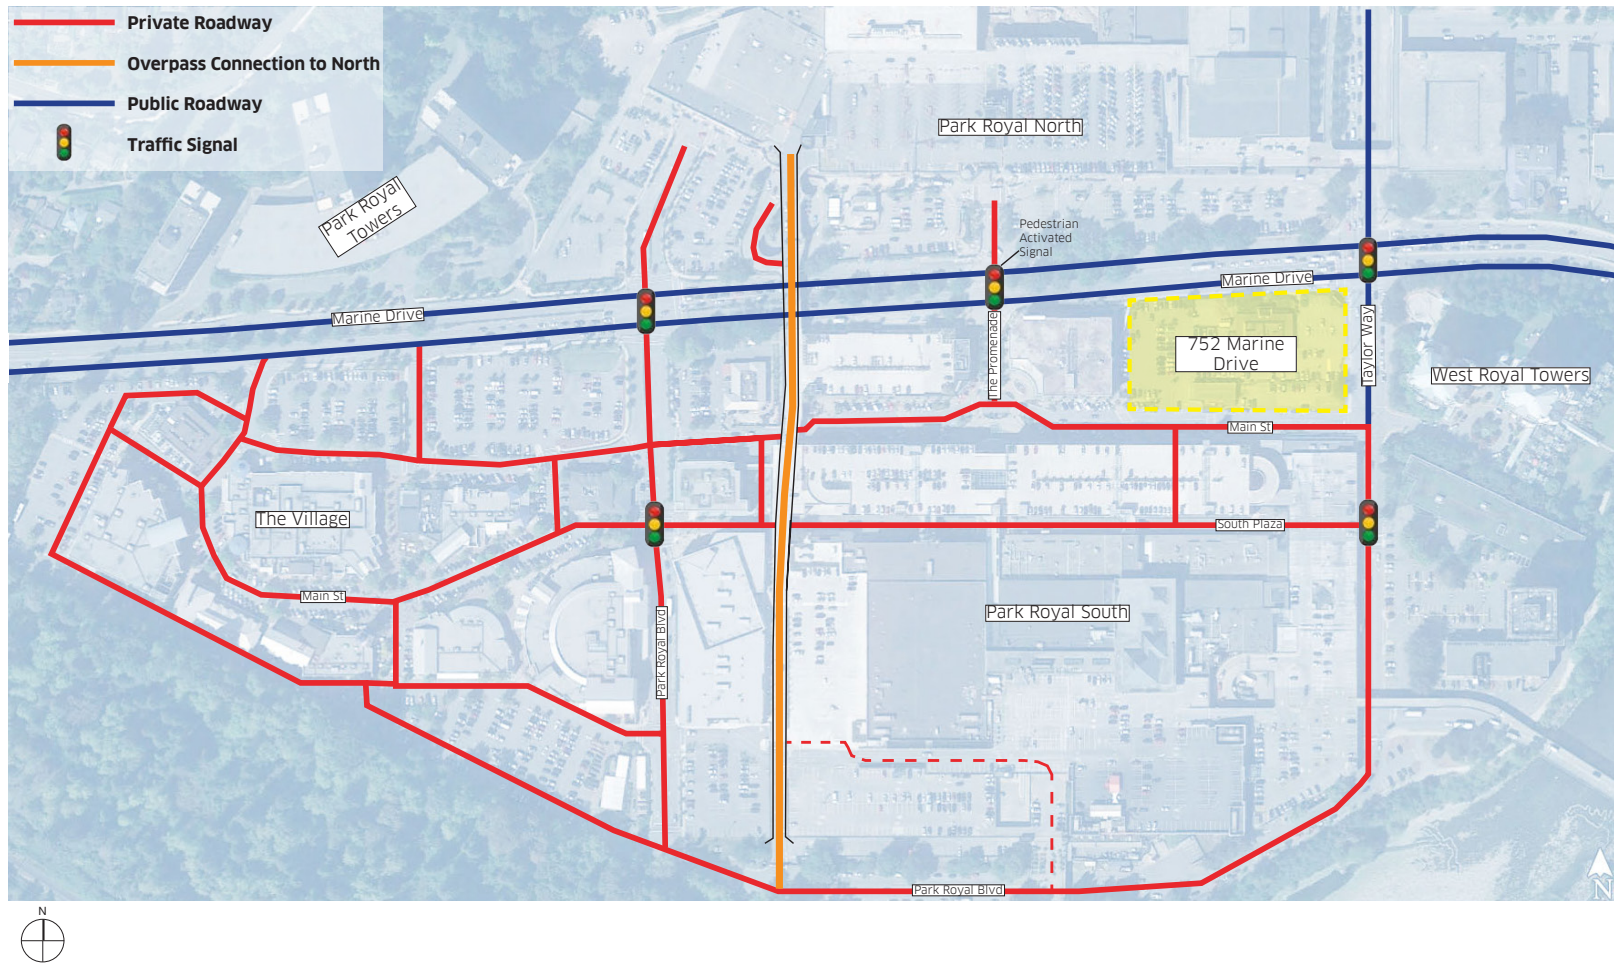 Private Roadway
Overpass Connection to North
Public Roadway
Traffic Signal
Park Royal North
Park Royal
Towers
Pedestrian
Activated
Signal
Marine Drive
Marine Drive
The Promenade
752 Marine
Drive
Taylor Way
West Royal Towers
Main St
The Village
South Plaza
Main St
Park Royal Blvd
Park Royal South
Park Royal Blvd
N
N